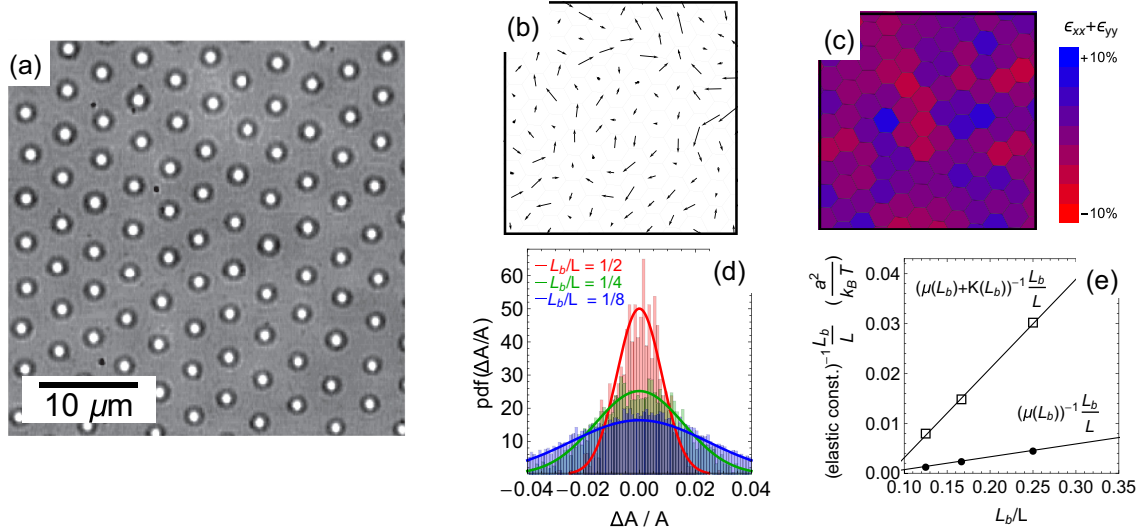 (a)
10 μm
(b)
(c)
ϵxx+ϵyy
+10%
−10%
(d)
Lb/L = 1/2
Lb/L = 1/4
Lb/L = 1/8
pdf(ΔA/A)
60
50
40
30
20
10
−0.04 −0.02 0.00 0.02 0.04
ΔA / A
(e)
(elastic const.)⁻¹ Lb/L (a²/kBT)
(μ(Lb)+K(Lb))⁻¹ Lb/L
(μ(Lb))⁻¹ Lb/L
0.04
0.03
0.02
0.01
0.00
0.10 0.15 0.20 0.25 0.30 0.35
Lb/L